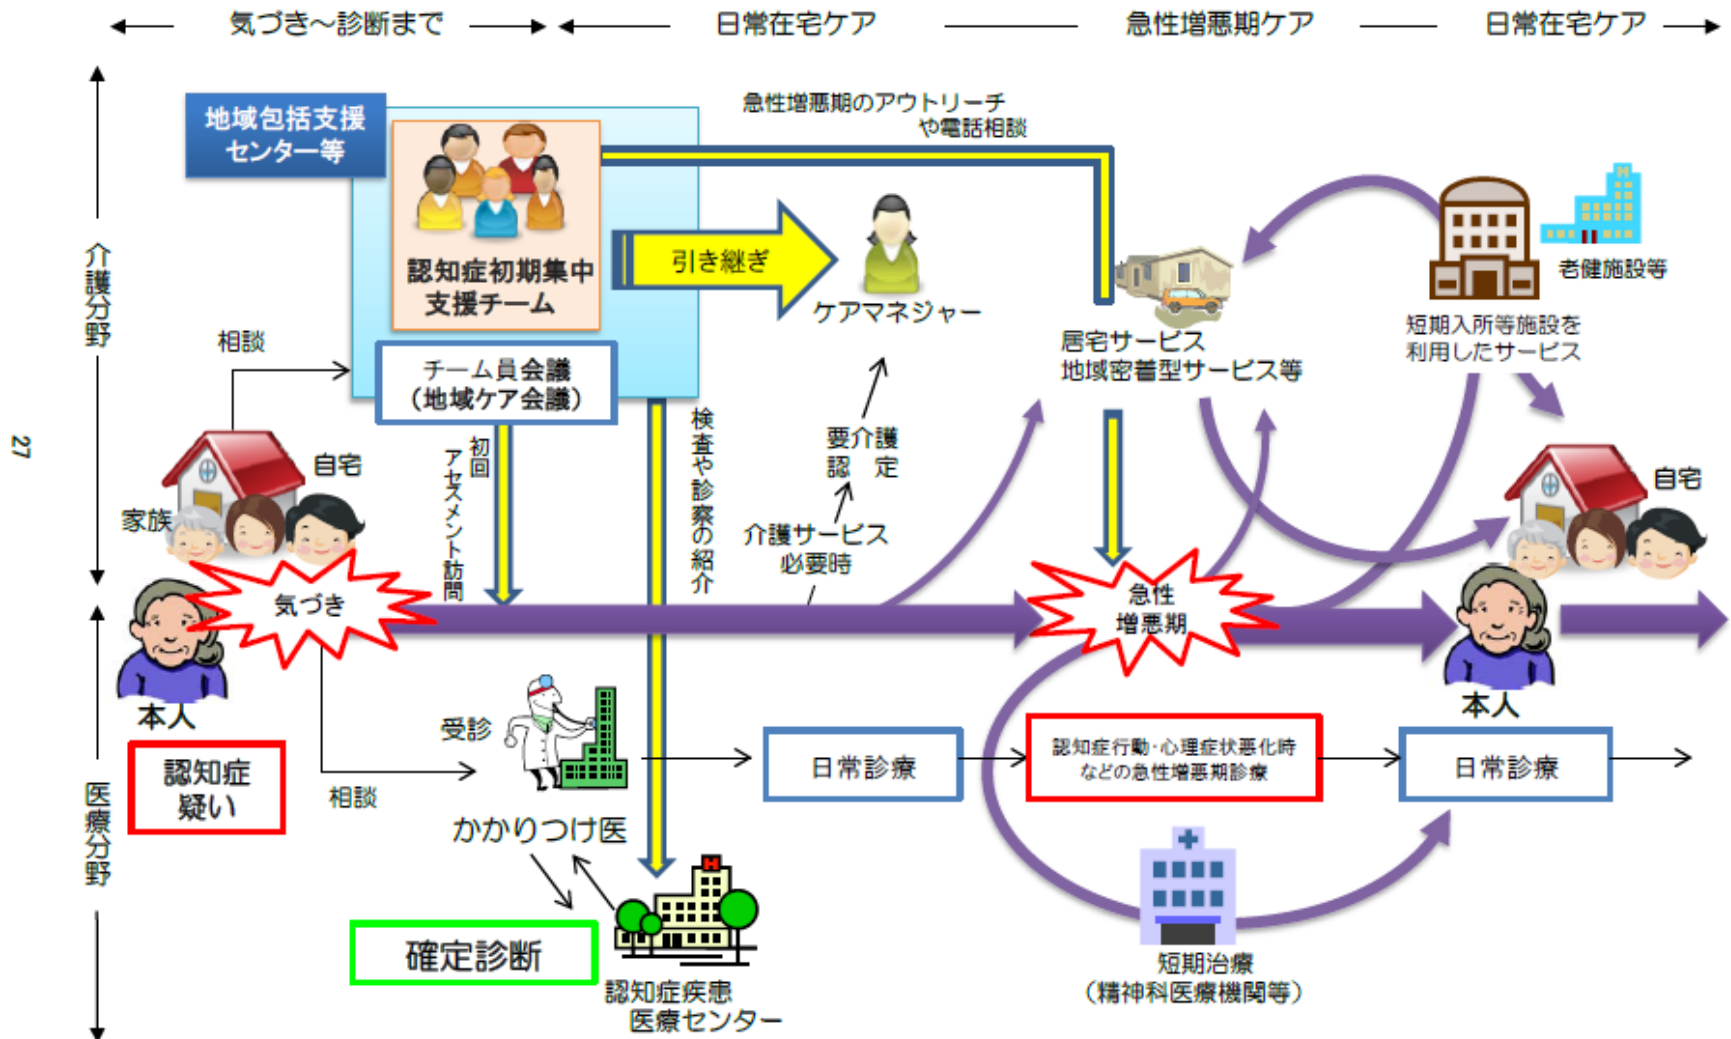 気づき～診断まで
日常在宅ケア
急性増悪期ケア
日常在宅ケア
介護分野
医療分野
27
地域包括支援
センター等
認知症初期集中
支援チーム
チーム員会議
（地域ケア会議）
急性増悪期のアウトリーチ
や電話相談
引き継ぎ
ケアマネジャー
居宅サービス
地域密着型サービス等
老健施設等
短期入所等施設を
利用したサービス
相談
自宅
家族
初回
アセスメント訪問
検査や診察の紹介
要介護
認　定
介護サービス
必要時
自宅
気づき
急性
増悪期
本人
本人
認知症
疑い
相談
受診
かかりつけ医
日常診療
認知症行動・心理症状悪化時
などの急性増悪期診療
日常診療
確定診断
H
認知症疾患
医療センター
短期治療
（精神科医療機関等）